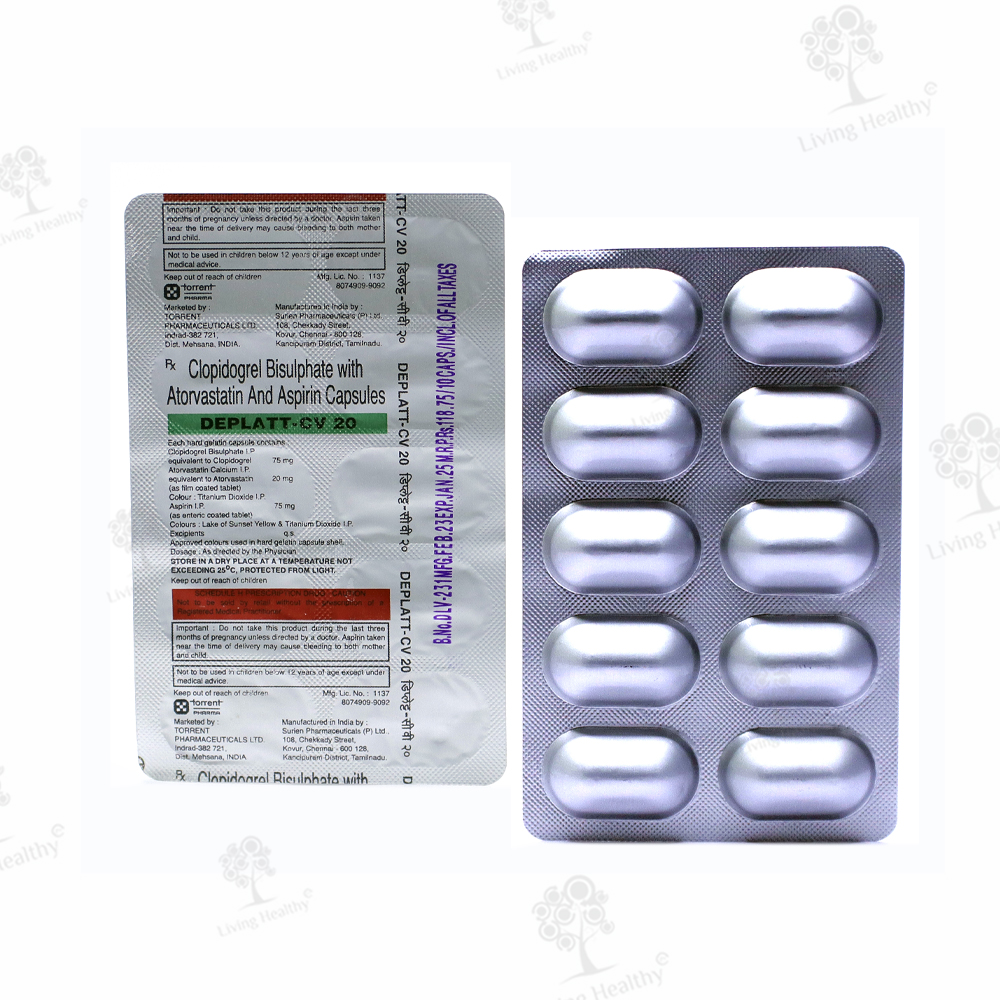 Living Healthy
Living Healthy
Living Healthy
Important : Do not take this product during the last three
months of pregnancy unless directed by a doctor. Aspirin taken
near the time of delivery may cause bleeding to both mother
and child.
Not to be used in children below 12 years of age except under
medical advice.
Keep out of reach of children
Mfg. Lic. No. : 1137
8074909-9092
torrent
PHARMA
Marketed by :
TORRENT
PHARMACEUTICALS LTD.
Indrad-382 721,
Dist. Mehsana, INDIA.
Manufactured in India by :
Surien Pharmaceuticals (P) Ltd.,
108, Chekkady Street,
Kovur, Chennai - 600 128,
Kancipuram District, Tamilnadu.
Rx Clopidogrel Bisulphate with
Atorvastatin And Aspirin Capsules
DEPLATT-CV 20
Each hard gelatin capsule contains :
Clopidogrel Bisulphate I.P.
equivalent to Clopidogrel 75 mg
Atorvastatin Calcium I.P.
equivalent to Atorvastatin 20 mg
(as film coated tablet)
Colour : Titanium Dioxide I.P.
Aspirin I.P. 75 mg
(as enteric coated tablet)
Colours : Lake of Sunset Yellow & Titanium Dioxide I.P.
Excipients q.s.
Approved colours used in hard gelatin capsule shell.
Dosage : As directed by the Physician
STORE IN A DRY PLACE AT A TEMPERATURE NOT
EXCEEDING 25°C, PROTECTED FROM LIGHT.
Keep out of reach of children
SCHEDULE H PRESCRIPTION DRUG - CAUTION
Not to be sold by retail without the prescription of a
Registered Medical Practitioner.
Important : Do not take this product during the last three
months of pregnancy unless directed by a doctor. Aspirin taken
near the time of delivery may cause bleeding to both mother
and child.
Not to be used in children below 12 years of age except under
medical advice.
Keep out of reach of children
Mfg. Lic. No. : 1137
8074909-9092
torrent
PHARMA
Marketed by :
TORRENT
PHARMACEUTICALS LTD.
Indrad-382 721,
Dist. Mehsana, INDIA
Manufactured in India by :
Surien Pharmaceuticals (P) Ltd.,
108, Chekkady Street,
Kovur, Chennai - 600 128,
Kancipuram District, Tamilnadu.
Rx Clopidogrel Bisulphate with
TT-CV 20 डिप्लेट-सीवी २०
DEPLATT-CV 20 डिप्लेट-सीवी २०
DEPLATT-CV 20 डिप्लेट-सीवी २०
D
B.No.DLV-231 MFG.FEB.23 EXP.JAN.25 M.R.P.Rs.118.75/10CAPS/INCL OF ALL TAXES
Living Healthy
Healthy
Living Healthy
Living Healthy